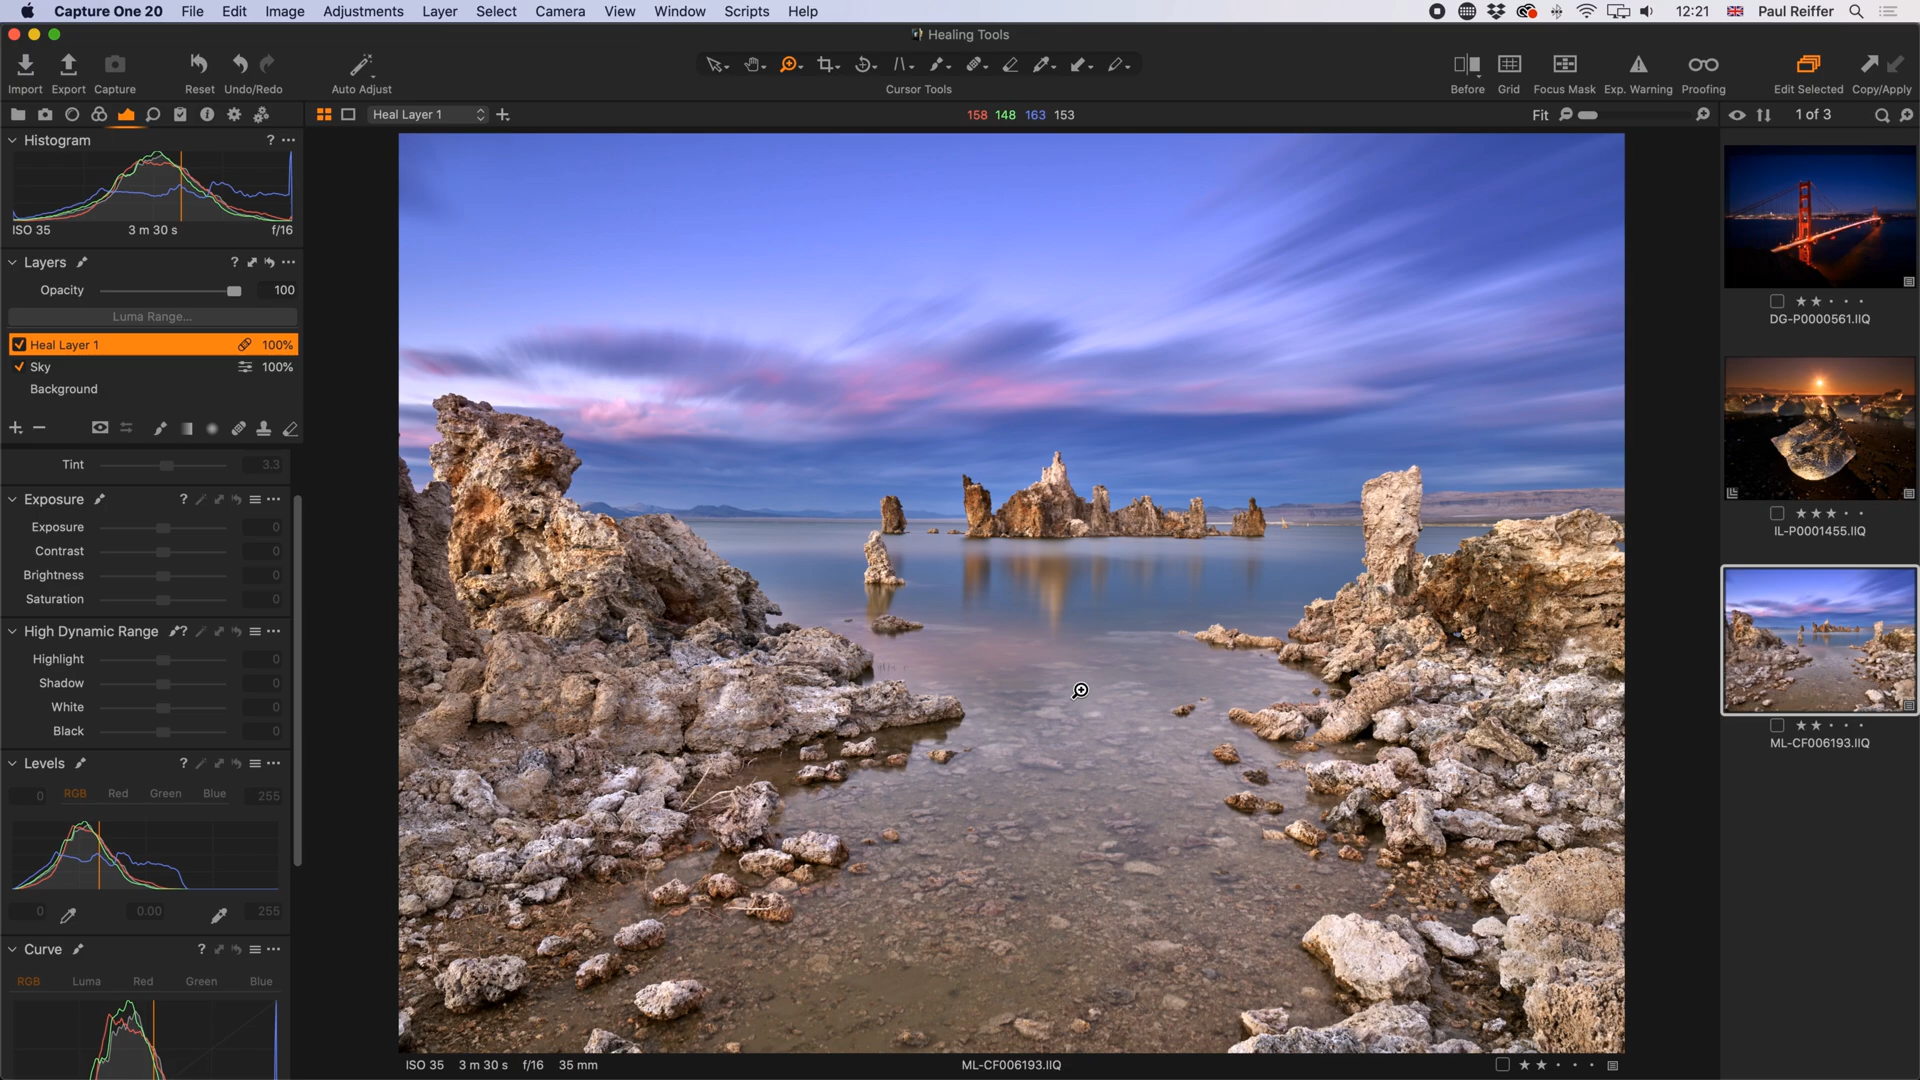 Capture One 20 File Edit Image Adjustments Layer Select Camera View Window Scripts Help 12:21 Paul Reiffer
Healing Tools
Import Export Capture Reset Undo/Redo Auto Adjust Cursor Tools Before Grid Focus Mask Exp. Warning Proofing Edit Selected Copy/Apply
Heal Layer 1 158 148 163 153 Fit 1 of 3
Histogram ?
ISO 35 3 m 30 s f/16
Layers ?
Opacity 100
Luma Range...
Heal Layer 1 100%
Sky 100%
Background
Tint 3.3
Exposure ?
Exposure 0
Contrast 0
Brightness 0
Saturation 0
High Dynamic Range ?
Highlight 0
Shadow 0
White 0
Black 0
Levels ?
0 RGB Red Green Blue 255
0 0.00 255
Curve ?
RGB Luma Red Green Blue
ISO 35 3 m 30 s f/16 35 mm ML-CF006193.IIQ
DG-P0000561.IIQ
IL-P0001455.IIQ
ML-CF006193.IIQ